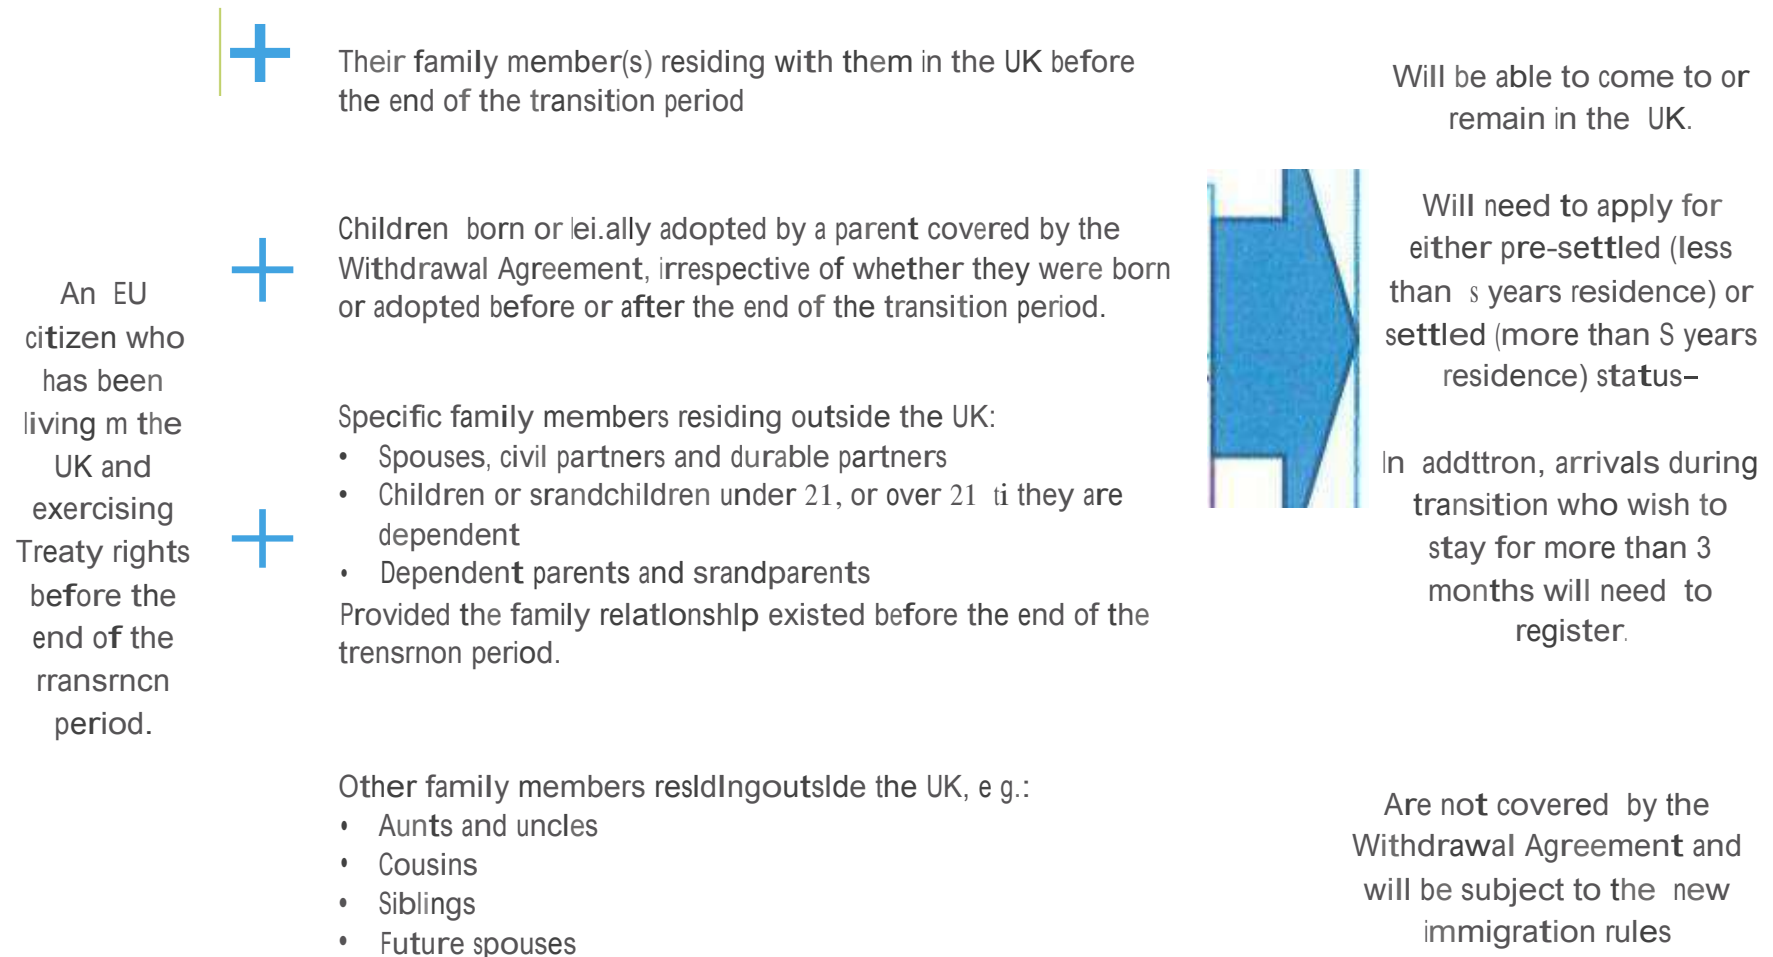 An EU
citizen who
has been
living m the
UK and
exercising
Treaty rights
before the
end of the
rransrncn
period.
Their family member(s) residing with them in the UK before
the end of the transition period
Children born or lei.ally adopted by a parent covered by the
Withdrawal Agreement, irrespective of whether they were born
or adopted before or after the end of the transition period.
Specific family members residing outside the UK:
• Spouses, civil partners and durable partners
• Children or srandchildren under 21, or over 21 ti they are
dependent
• Dependent parents and srandparents
Provided the family relatlonshlp existed before the end of the
trensrnon period.
Other family members resldlngoutslde the UK, e g.:
• Aunts and uncles
• Cousins
• Siblings
• Future spouses
Will be able to come to or
remain in the UK.
Will need to apply for
either pre-settled (less
than s years residence) or
settled (more than S years
residence) status–
In addttron, arrivals during
transition who wish to
stay for more than 3
months will need to
register.
Are not covered by the
Withdrawal Agreement and
will be subject to the new
immigration rules